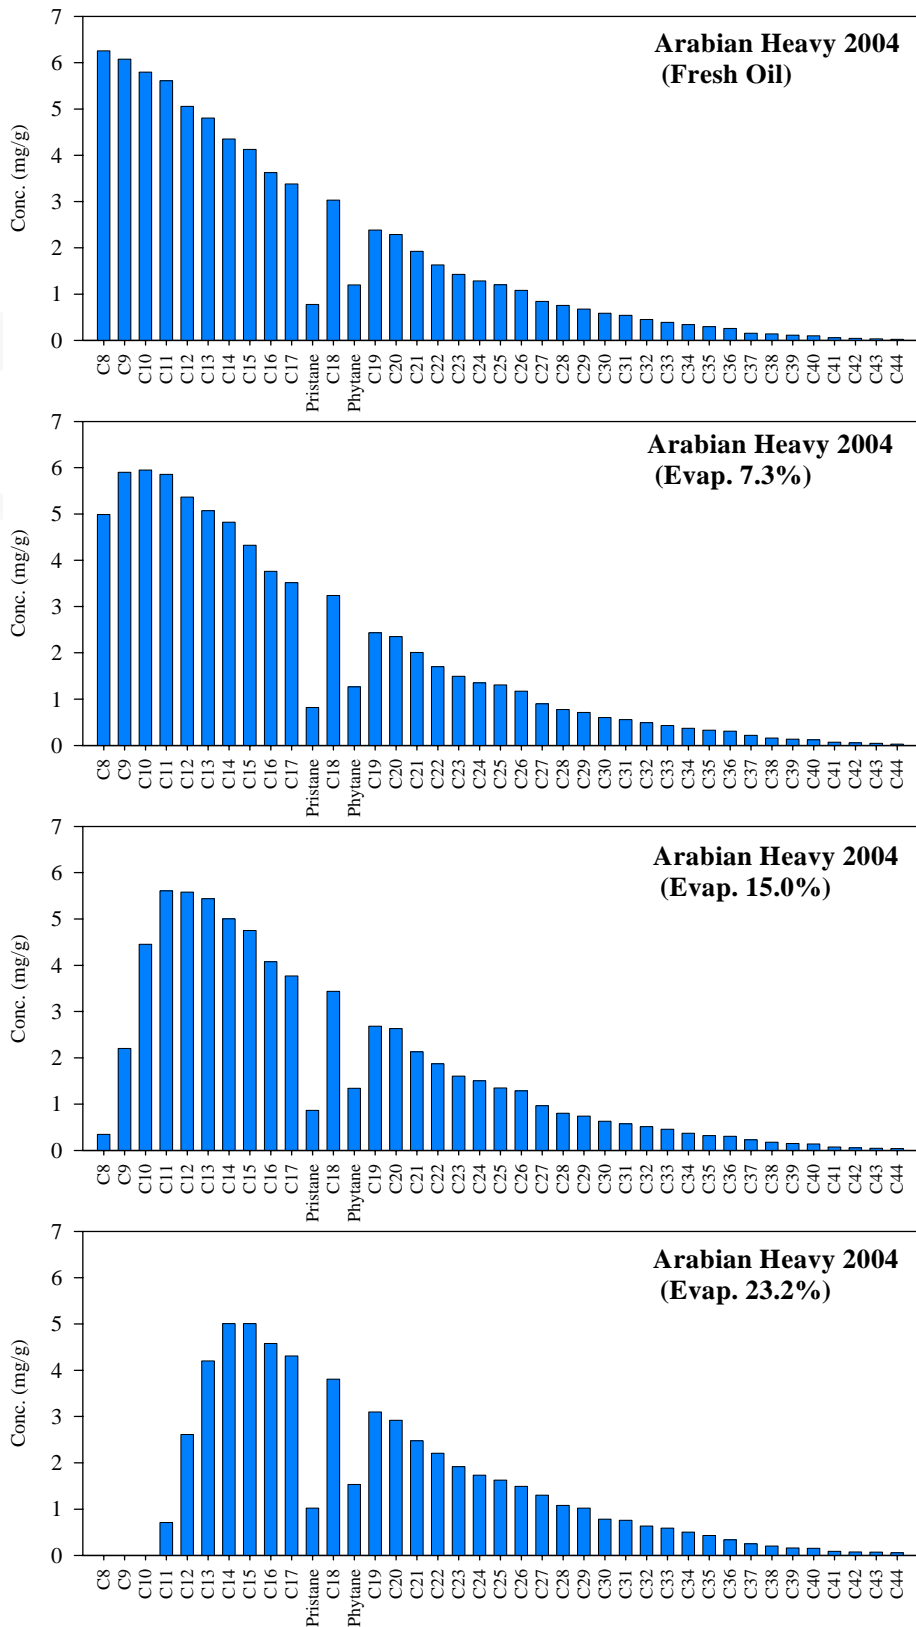 Arabian Heavy 2004
(Fresh Oil)
Conc. (mg/g)
7
6
5
4
3
2
1
0
C8 C9 C10 C11 C12 C13 C14 C15 C16 C17 Pristane C18 Phytane C19 C20 C21 C22 C23 C24 C25 C26 C27 C28 C29 C30 C31 C32 C33 C34 C35 C36 C37 C38 C39 C40 C41 C42 C43 C44
Arabian Heavy 2004
(Evap. 7.3%)
Conc. (mg/g)
7
6
5
4
3
2
1
0
C8 C9 C10 C11 C12 C13 C14 C15 C16 C17 Pristane C18 Phytane C19 C20 C21 C22 C23 C24 C25 C26 C27 C28 C29 C30 C31 C32 C33 C34 C35 C36 C37 C38 C39 C40 C41 C42 C43 C44
Arabian Heavy 2004
(Evap. 15.0%)
Conc. (mg/g)
7
6
5
4
3
2
1
0
C8 C9 C10 C11 C12 C13 C14 C15 C16 C17 Pristane C18 Phytane C19 C20 C21 C22 C23 C24 C25 C26 C27 C28 C29 C30 C31 C32 C33 C34 C35 C36 C37 C38 C39 C40 C41 C42 C43 C44
Arabian Heavy 2004
(Evap. 23.2%)
Conc. (mg/g)
7
6
5
4
3
2
1
0
C8 C9 C10 C11 C12 C13 C14 C15 C16 C17 Pristane C18 Phytane C19 C20 C21 C22 C23 C24 C25 C26 C27 C28 C29 C30 C31 C32 C33 C34 C35 C36 C37 C38 C39 C40 C41 C42 C43 C44